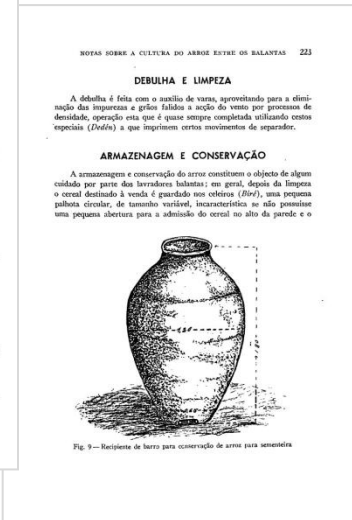 NOTAS SOBRE A CULTURA DO ARROZ ENTRE OS BALANTAS 223
DEBULHA E LIMPEZA
A debulha é feita com o auxílio de varas, aproveitando para a elimi-
nação das impurezas e grãos falidos a acção do vento por processos de
densidade, operação esta que é quase sempre completada utilizando cestos
especiais (Dedén) a que imprimem certos movimentos de separador.
ARMAZENAGEM E CONSERVAÇÃO
A armazenagem e conservação do arroz constituem o objecto de algum
cuidado por parte dos lavradores balantas; em geral, depois da limpeza
o cereal destinado à venda é guardado nos celeiros (Biré), uma pequena
palhota circular, de tamanho variável, incaracterística se não possuisse
uma pequena abertura para a admissão do cereal no alto da parede e o
Fig. 9 — Recipiente de barro para conservação de arroz para sementeira